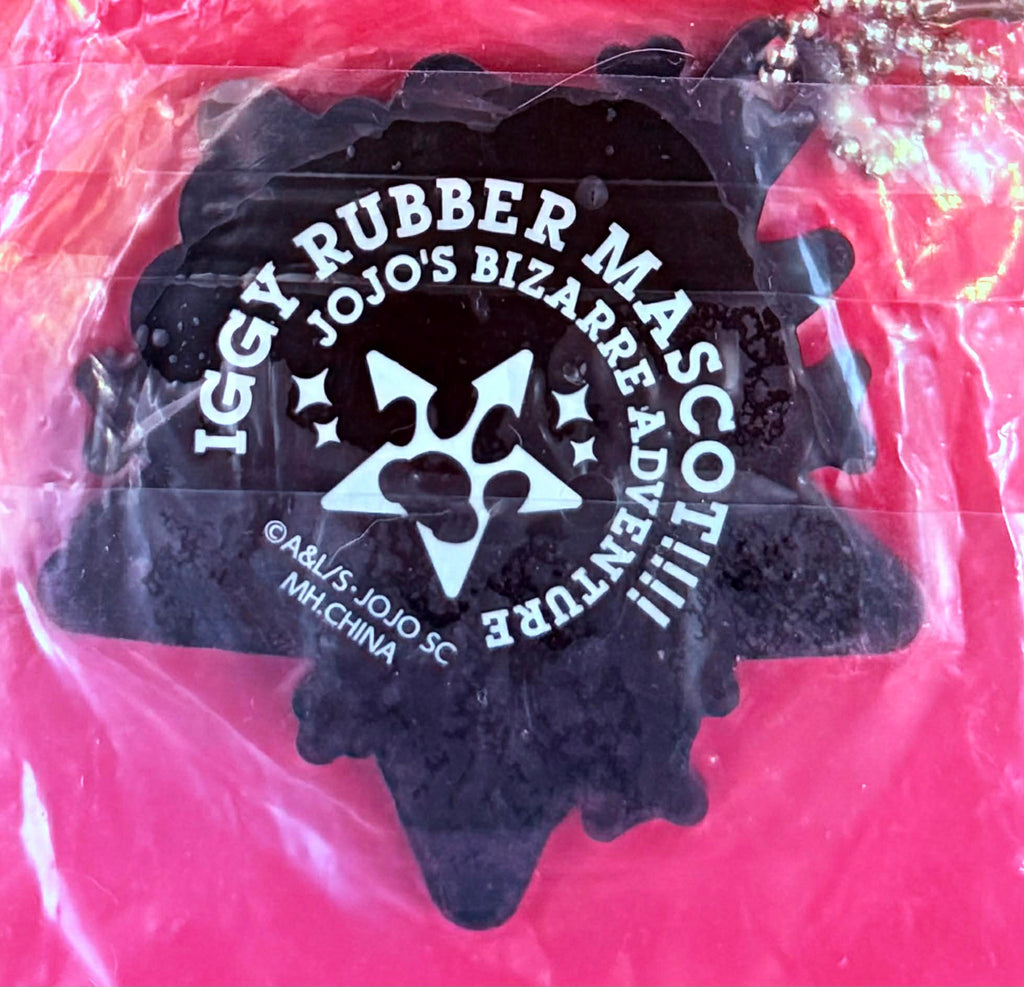 IGGY RUBBER MASCOT!!!!
JOJO'S BIZARRE ADVENTURE
©A&L/S・JOJO SC
MH.CHINA